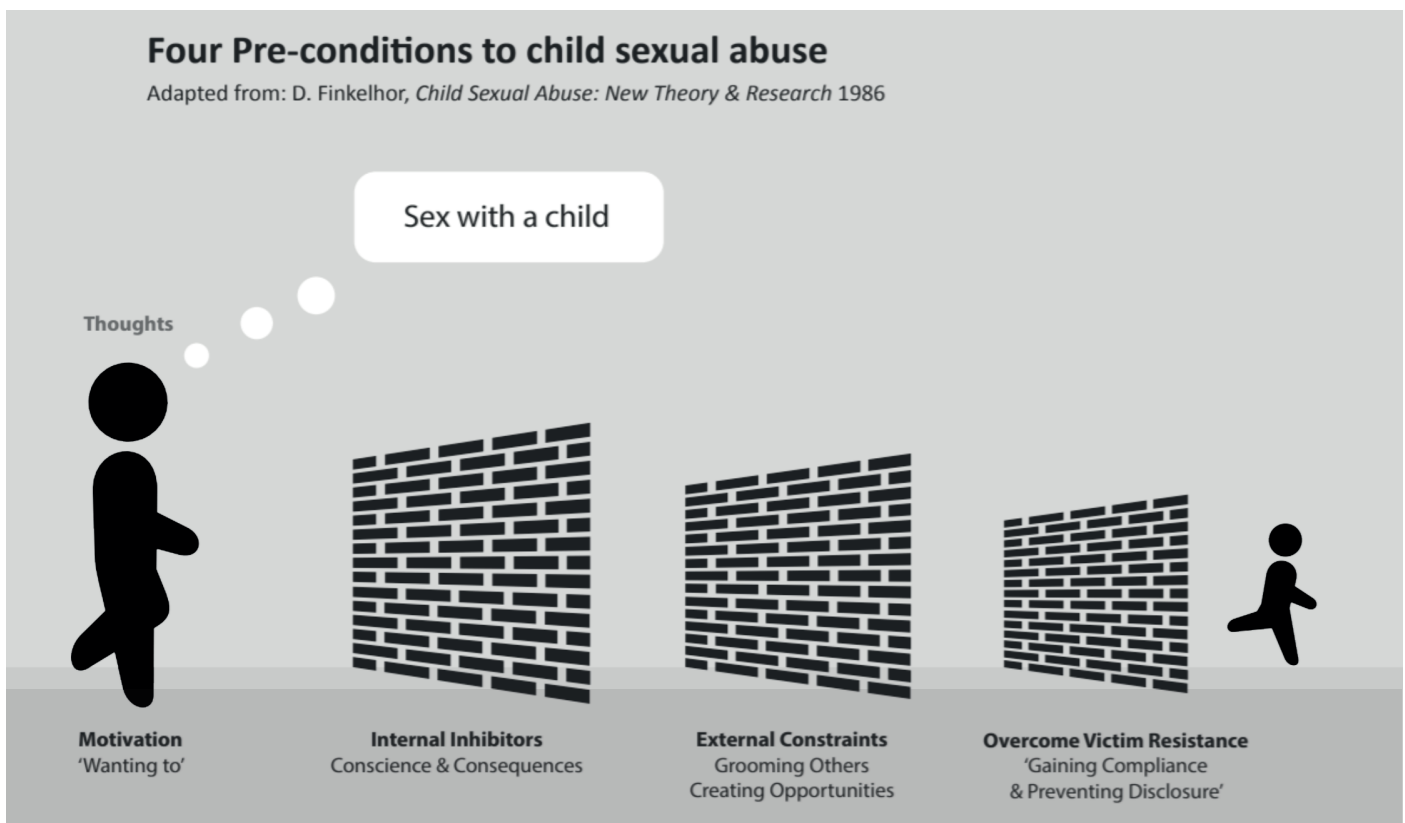 Four Pre-conditions to child sexual abuse
Adapted from: D. Finkelhor, Child Sexual Abuse: New Theory & Research 1986
Sex with a child
Thoughts
Motivation
'Wanting to'
Internal Inhibitors
Conscience & Consequences
External Constraints
Grooming Others
Creating Opportunities
Overcome Victim Resistance
'Gaining Compliance
& Preventing Disclosure'